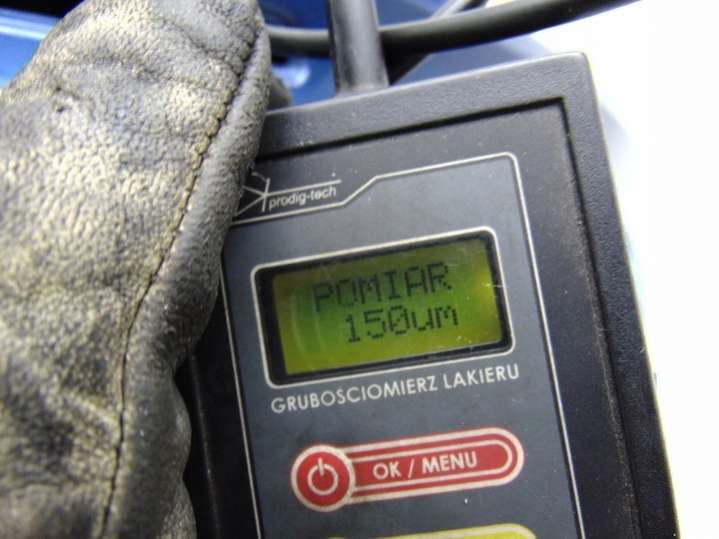 prodig-tech
POMIAR
150um
GRUBOSCIOMIERZ LAKIERU
OK / MENU